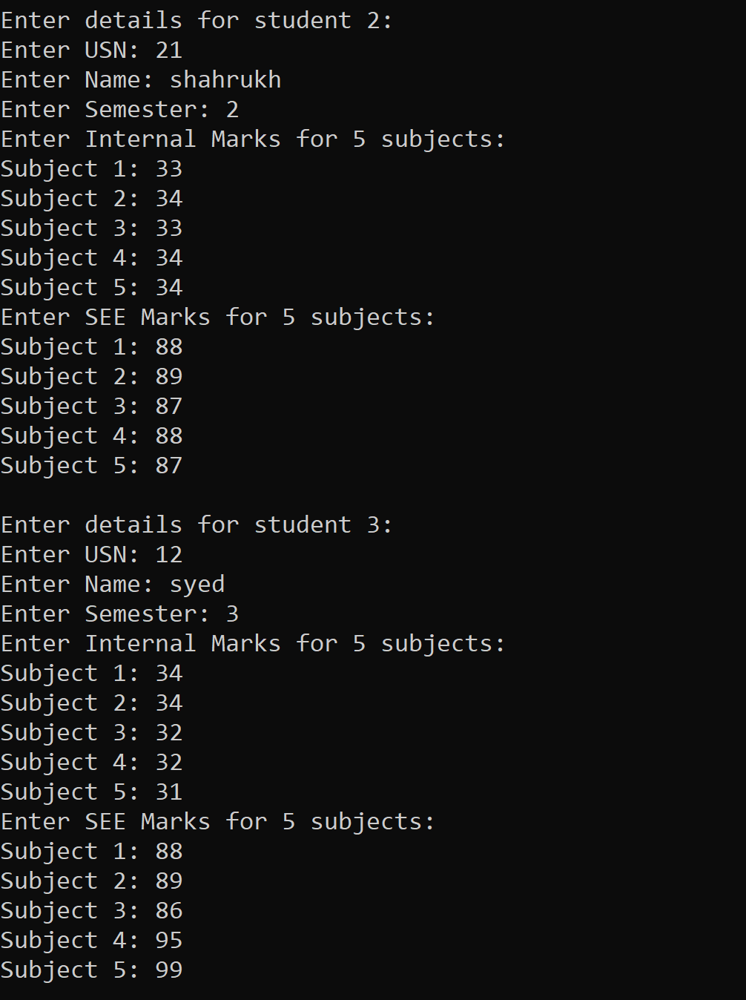 Enter details for student 2:
Enter USN: 21
Enter Name: shahrukh
Enter Semester: 2
Enter Internal Marks for 5 subjects:
Subject 1: 33
Subject 2: 34
Subject 3: 33
Subject 4: 34
Subject 5: 34
Enter SEE Marks for 5 subjects:
Subject 1: 88
Subject 2: 89
Subject 3: 87
Subject 4: 88
Subject 5: 87

Enter details for student 3:
Enter USN: 12
Enter Name: syed
Enter Semester: 3
Enter Internal Marks for 5 subjects:
Subject 1: 34
Subject 2: 34
Subject 3: 32
Subject 4: 32
Subject 5: 31
Enter SEE Marks for 5 subjects:
Subject 1: 88
Subject 2: 89
Subject 3: 86
Subject 4: 95
Subject 5: 99